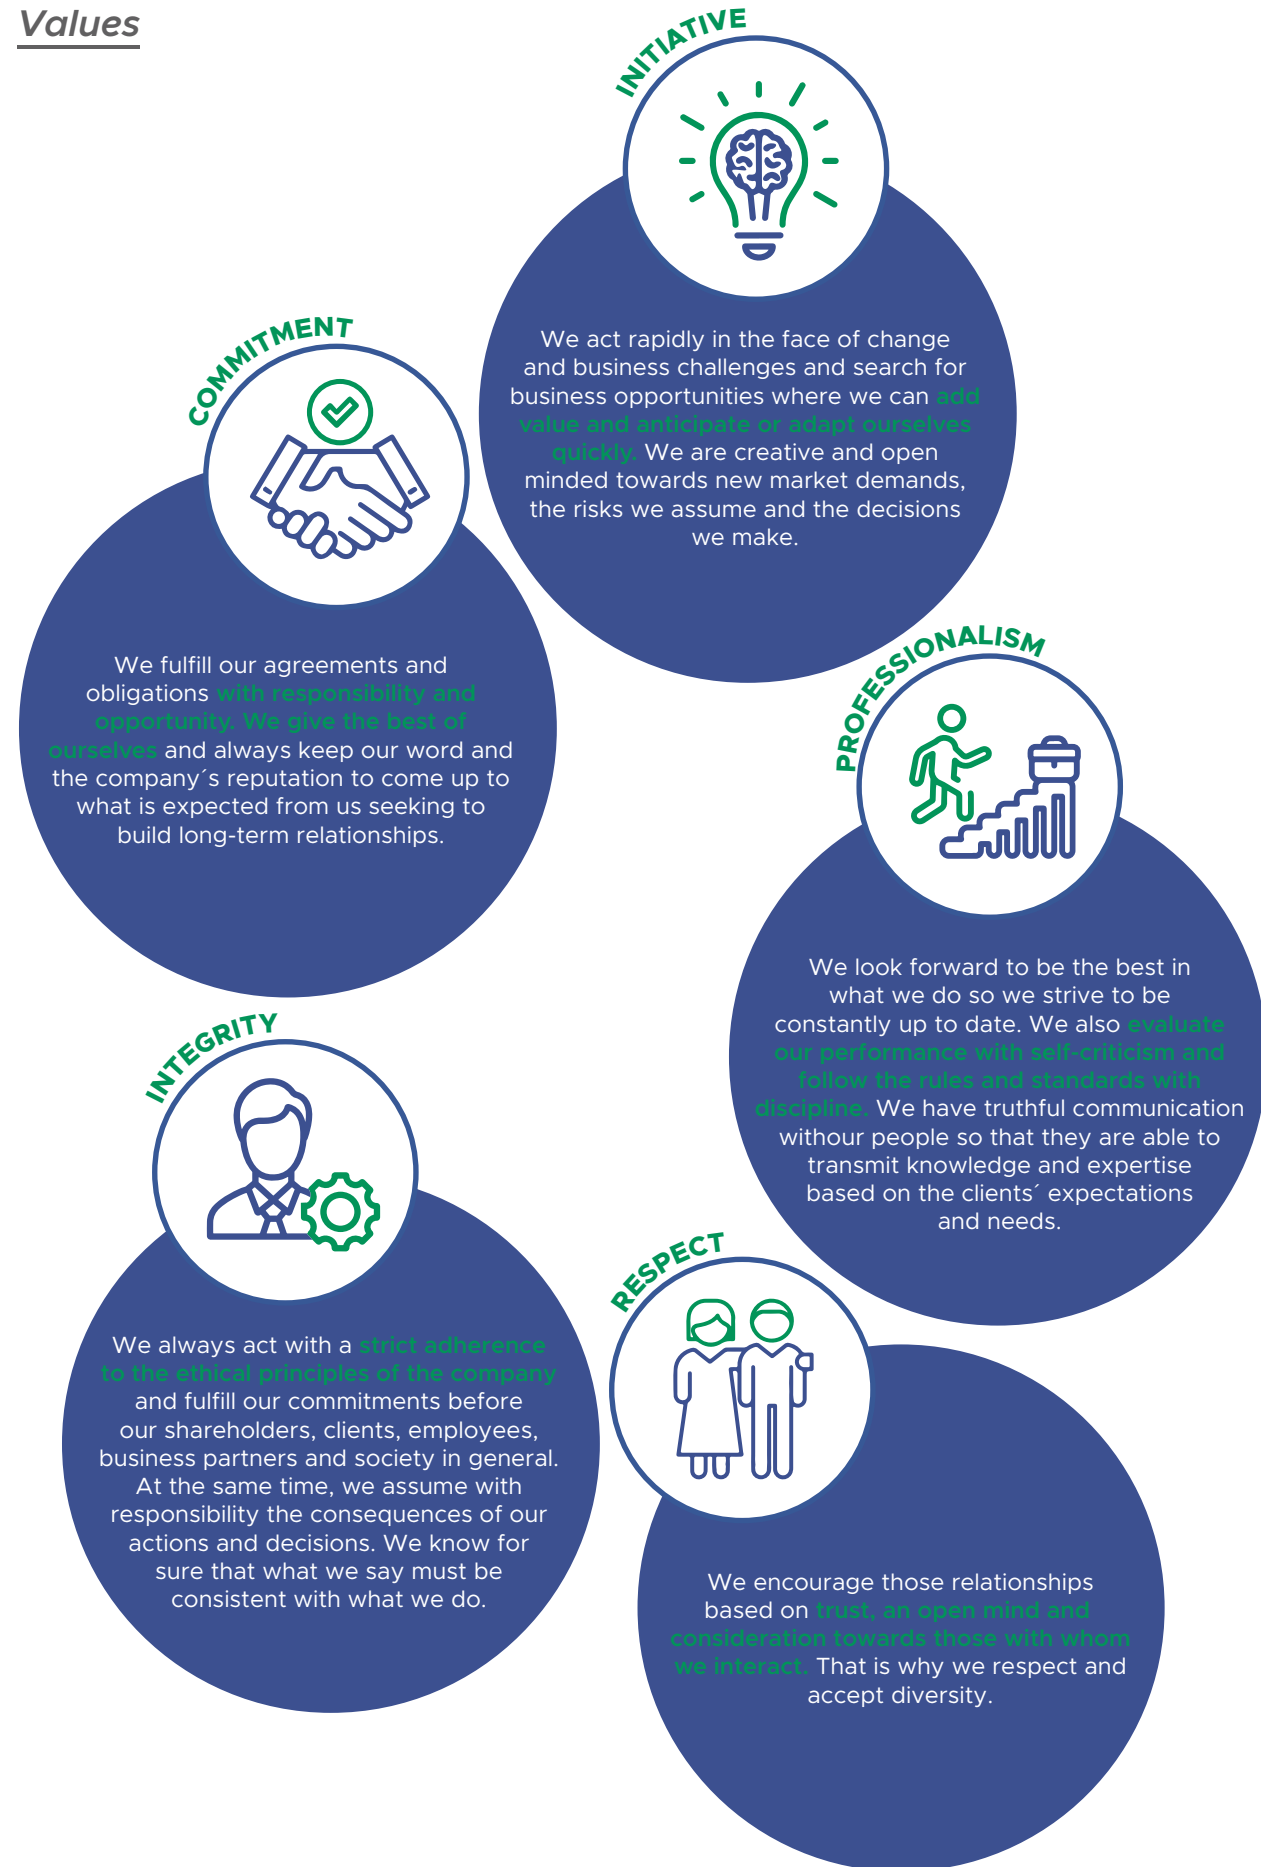 Values
INITIATIVE
We act rapidly in the face of change
and business challenges and search for
business opportunities where we can add
value and anticipate or adapt ourselves
quickly. We are creative and open
minded towards new market demands,
the risks we assume and the decisions
we make.
COMMITMENT
We fulfill our agreements and
obligations with responsibility and
opportunity. We give the best of
ourselves and always keep our word and
the company´s reputation to come up to
what is expected from us seeking to
build long-term relationships.
PROFESSIONALISM
We look forward to be the best in
what we do so we strive to be
constantly up to date. We also evaluate
our performance with self-criticism and
follow the rules and standards with
discipline. We have truthful communication
withour people so that they are able to
transmit knowledge and expertise
based on the clients´ expectations
and needs.
INTEGRITY
We always act with a strict adherence
to the ethical principles of the company
and fulfill our commitments before
our shareholders, clients, employees,
business partners and society in general.
At the same time, we assume with
responsibility the consequences of our
actions and decisions. We know for
sure that what we say must be
consistent with what we do.
RESPECT
We encourage those relationships
based on trust, an open mind and
consideration towards those with whom
we interact. That is why we respect and
accept diversity.